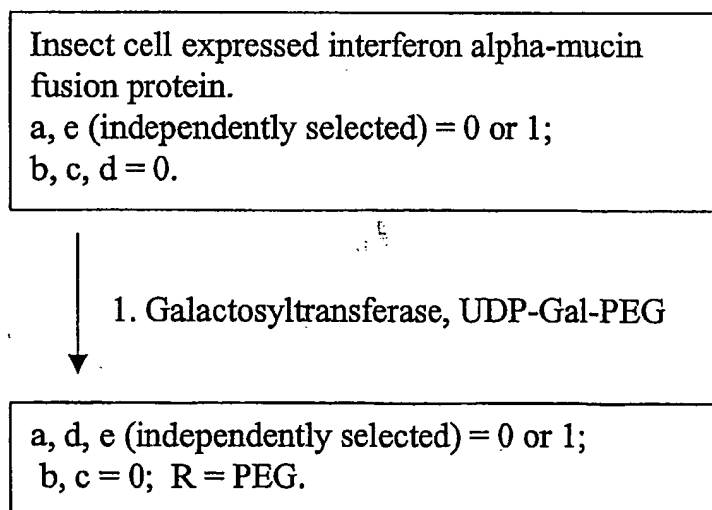 Insect cell expressed interferon alpha-mucin
fusion protein.
a, e (independently selected) = 0 or 1;
b, c, d = 0.
1. Galactosyltransferase, UDP-Gal-PEG
a, d, e (independently selected) = 0 or 1;
b, c = 0; R = PEG.